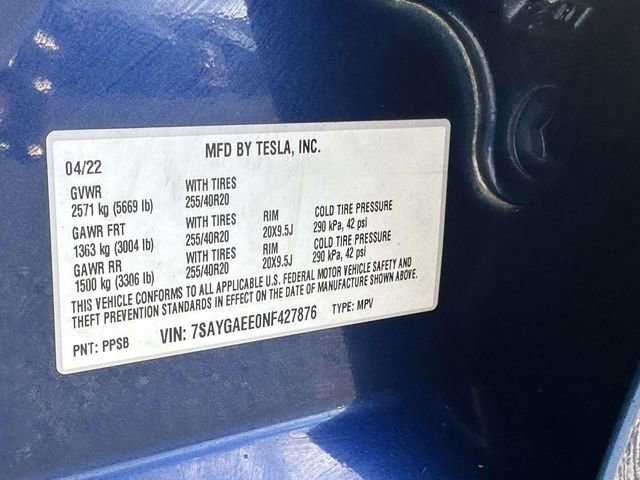 MFD BY TESLA, INC.
04/22
GVWR WITH TIRES
2571 kg (5669 lb) 255/40R20
GAWR FRT WITH TIRES RIM COLD TIRE PRESSURE
1363 kg (3004 lb) 255/40R20 20X9.5J 290 kPa, 42 psi
GAWR RR WITH TIRES RIM COLD TIRE PRESSURE
1500 kg (3306 lb) 255/40R20 20X9.5J 290 kPa, 42 psi
THIS VEHICLE CONFORMS TO ALL APPLICABLE U.S. FEDERAL MOTOR VEHICLE SAFETY AND
THEFT PREVENTION STANDARDS IN EFFECT ON THE DATE OF MANUFACTURE SHOWN ABOVE.
PNT: PPSB VIN: 7SAYGAEE0NF427876 TYPE: MPV